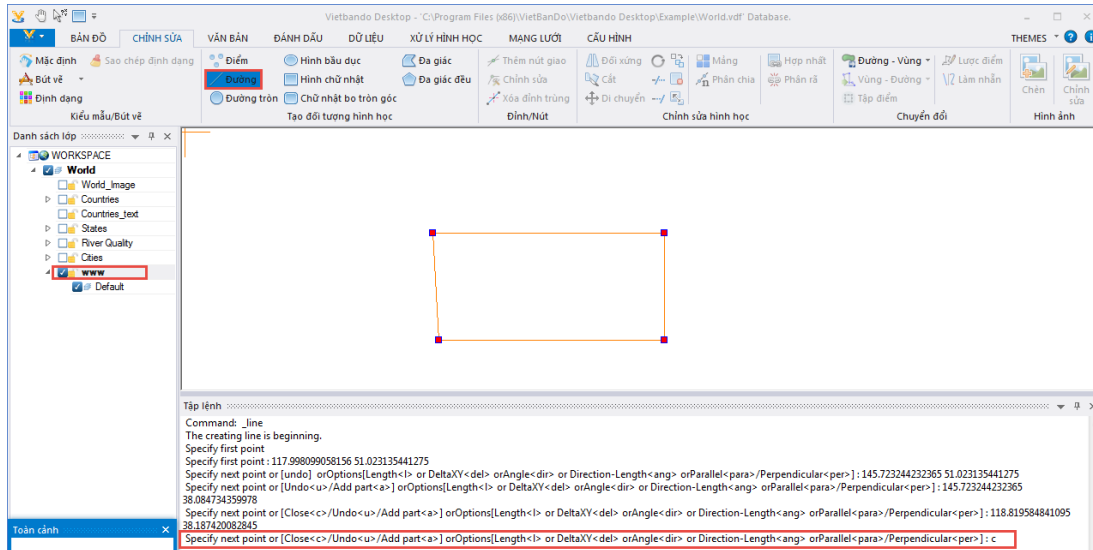 Vietbando Desktop - 'C:\Program Files (x86)\VietBanDo\Vietbando Desktop\Example\World.vdf' Database.
BẢN ĐỒ CHỈNH SỬA VĂN BẢN ĐÁNH DẤU DỮ LIỆU XỬ LÝ HÌNH HỌC MẠNG LƯỚI CẤU HÌNH THEMES
Mặc định Sao chép định dạng Điểm Hình bầu dục Đa giác Thêm nút giao Đối xứng Mảng Hợp nhất Đường - Vùng Lược điểm
Bút vẽ Đường Hình chữ nhật Đa giác đều Chỉnh sửa Cắt Phân chia Phân rã Vùng - Đường Làm nhẵn
Định dạng Đường tròn Chữ nhật bo tròn góc Xóa đỉnh trùng Di chuyển Tập điểm Chén Chỉnh sửa
Kiểu mẫu/Bút vẽ Tạo đối tượng hình học Đỉnh/Nút Chỉnh sửa hình học Chuyển đổi Hình ảnh
Danh sách lớp
WORKSPACE
World
World_Image
Countries
Countries_text
States
River Quality
Cities
www
Default
Tập lệnh
Command: _line
The creating line is beginning.
Specify first point
Specify first point : 117.998099058156 51.023135441275
Specify next point or [undo] orOptions[Length<l> or DeltaXY<del> orAngle<dir> or Direction-Length<ang> orParallel<para>/Perpendicular<per>] : 145.723244232365 51.023135441275
Specify next point or [Undo<u>/Add part<a>] orOptions[Length<l> or DeltaXY<del> orAngle<dir> or Direction-Length<ang> orParallel<para>/Perpendicular<per>] : 145.723244232365
38.084734359978
Specify next point or [Close<c>/Undo<u>/Add part<a>] orOptions[Length<l> or DeltaXY<del> orAngle<dir> or Direction-Length<ang> orParallel<para>/Perpendicular<per>] : 118.819584841095
38.187420082845
Specify next point or [Close<c>/Undo<u>/Add part<a>] orOptions[Length<l> or DeltaXY<del> orAngle<dir> or Direction-Length<ang> orParallel<para>/Perpendicular<per>] : c
Toàn cảnh